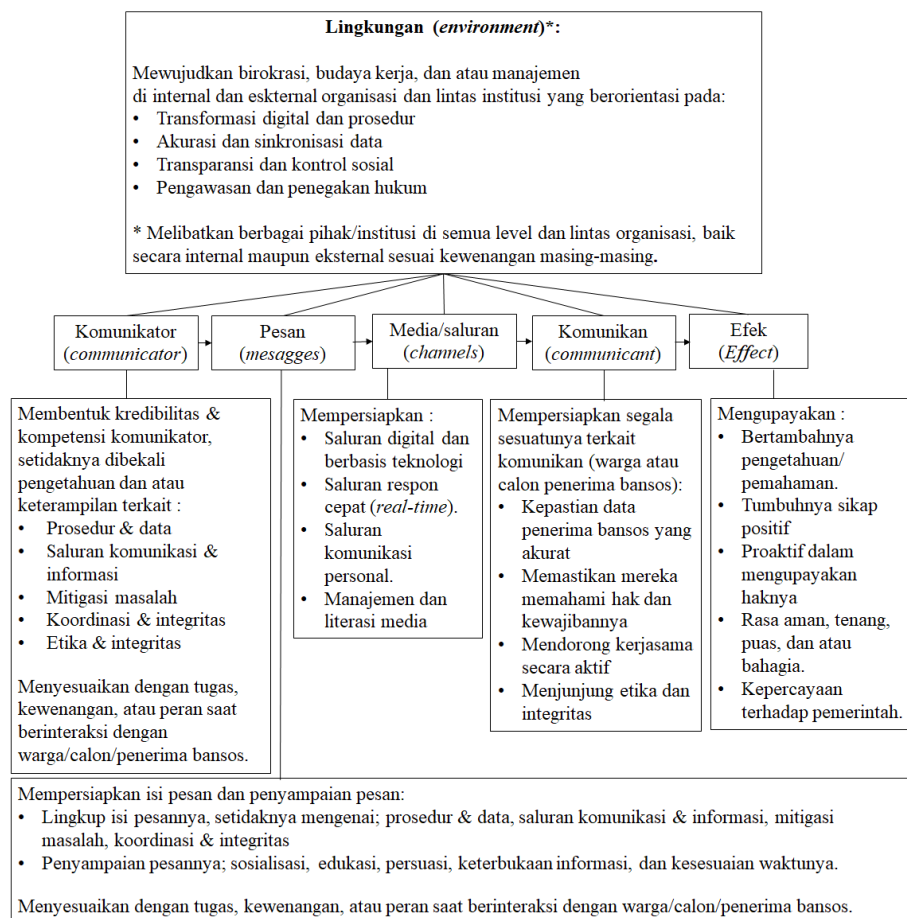 Lingkungan (environment)*:
Mewujudkan birokrasi, budaya kerja, dan atau manajemen
di internal dan eskternal organisasi dan lintas institusi yang berorientasi pada:
• Transformasi digital dan prosedur
• Akurasi dan sinkronisasi data
• Transparansi dan kontrol sosial
• Pengawasan dan penegakan hukum
* Melibatkan berbagai pihak/institusi di semua level dan lintas organisasi, baik
secara internal maupun eksternal sesuai kewenangan masing-masing.
Komunikator
(communicator)
Pesan
(mesagges)
Media/saluran
(channels)
Komunikan
(communicant)
Efek
(Effect)
Membentuk kredibilitas &
kompetensi komunikator,
setidaknya dibekali
pengetahuan dan atau
keterampilan terkait :
• Prosedur & data
• Saluran komunikasi &
informasi
• Mitigasi masalah
• Koordinasi & integritas
• Etika & integritas
Menyesuaikan dengan tugas,
kewenangan, atau peran saat
berinteraksi dengan
warga/calon/penerima bansos.
Mempersiapkan :
• Saluran digital dan
berbasis teknologi
• Saluran respon
cepat (real-time).
• Saluran
komunikasi
personal.
• Manajemen dan
literasi media
Mempersiapkan segala
sesuatunya terkait
komunikan (warga atau
calon penerima bansos):
• Kepastian data
penerima bansos yang
akurat
• Memastikan mereka
memahami hak dan
kewajibannya
• Mendorong kerjasama
secara aktif
• Menjunjung etika dan
integritas
Mengupayakan :
• Bertambahnya
pengetahuan/
pemahaman.
• Tumbuhnya sikap
positif
• Proaktif dalam
mengupayakan
haknya
• Rasa aman, tenang,
puas, dan atau
bahagia.
• Kepercayaan
terhadap pemerintah.
Mempersiapkan isi pesan dan penyampaian pesan:
• Lingkup isi pesannya, setidaknya mengenai; prosedur & data, saluran komunikasi & informasi, mitigasi
masalah, koordinasi & integritas
• Penyampaian pesannya; sosialisasi, edukasi, persuasi, keterbukaan informasi, dan kesesuaian waktunya.
Menyesuaikan dengan tugas, kewenangan, atau peran saat berinteraksi dengan warga/calon/penerima bansos.